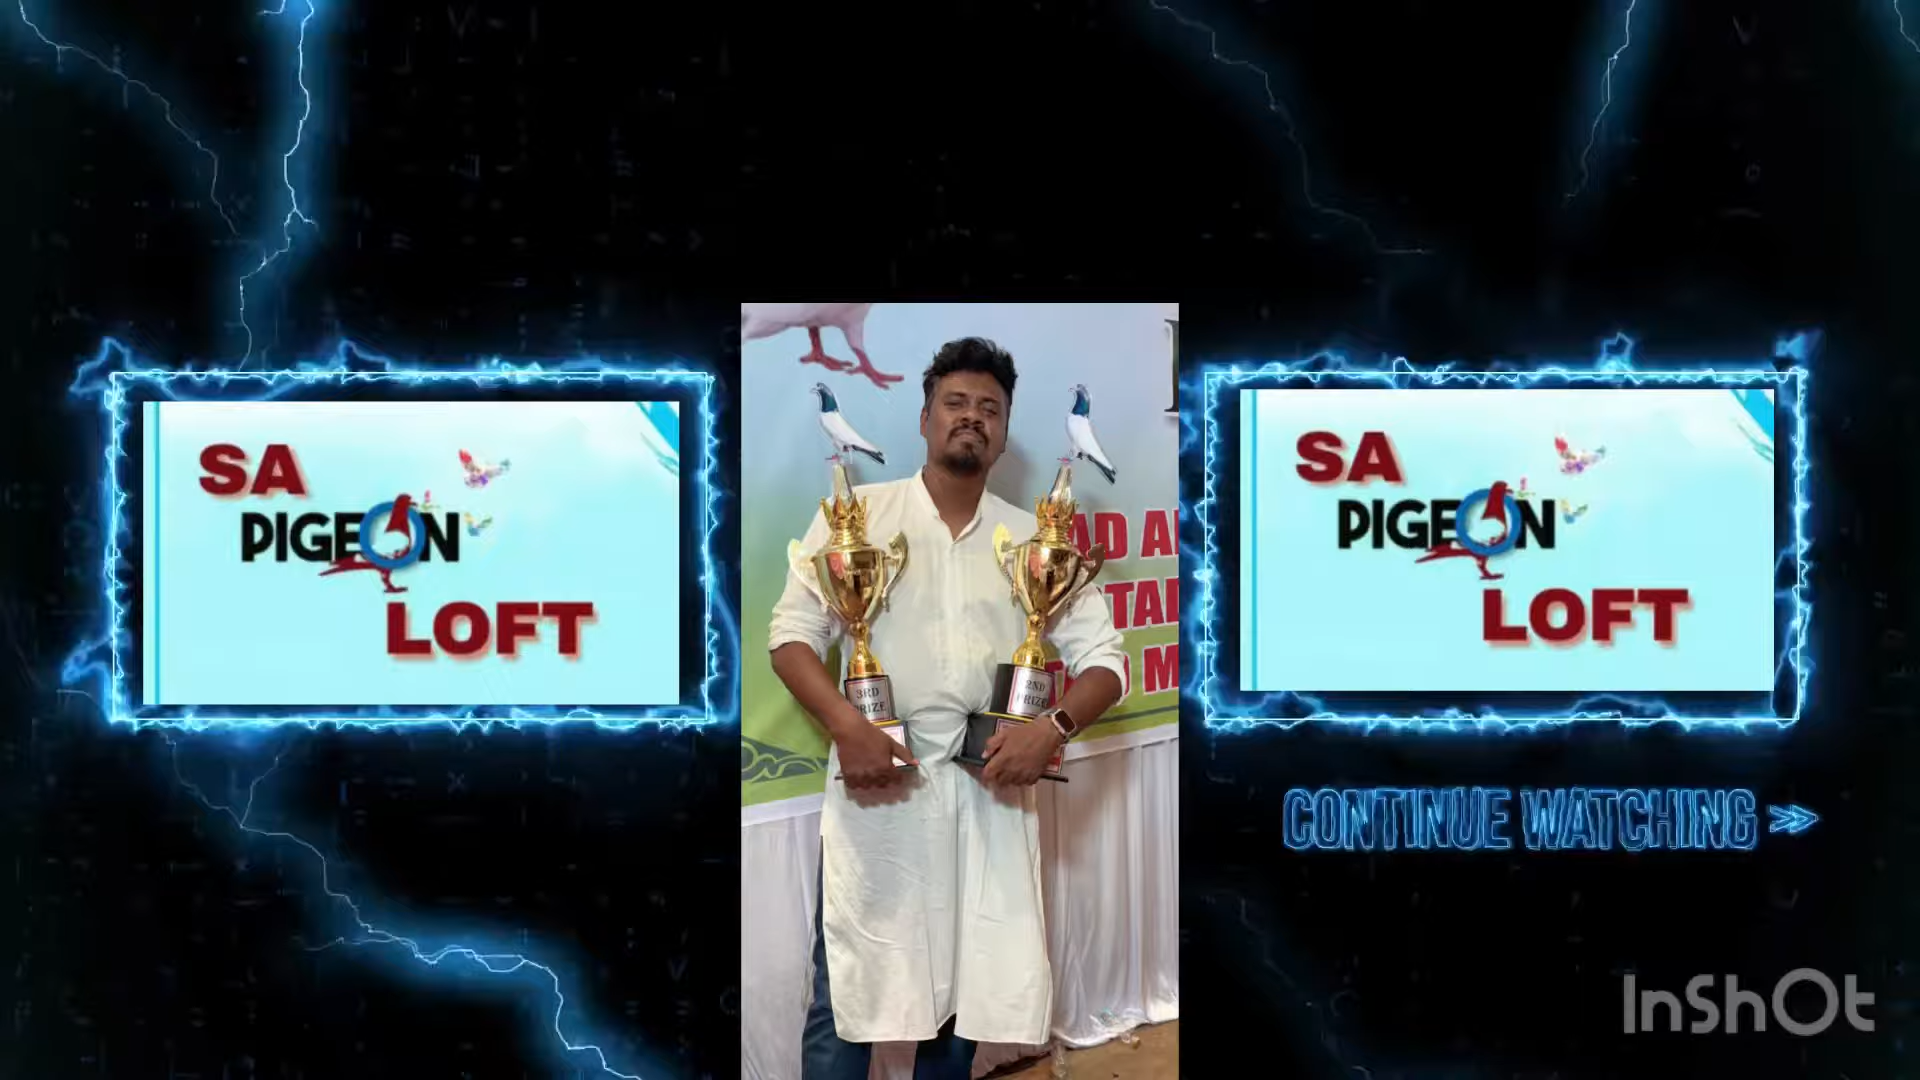 SA
PIGEON
LOFT
3RD
PRIZE
2ND
PRIZE
SA
PIGEON
LOFT
CONTINUE WATCHING >>
InShOt